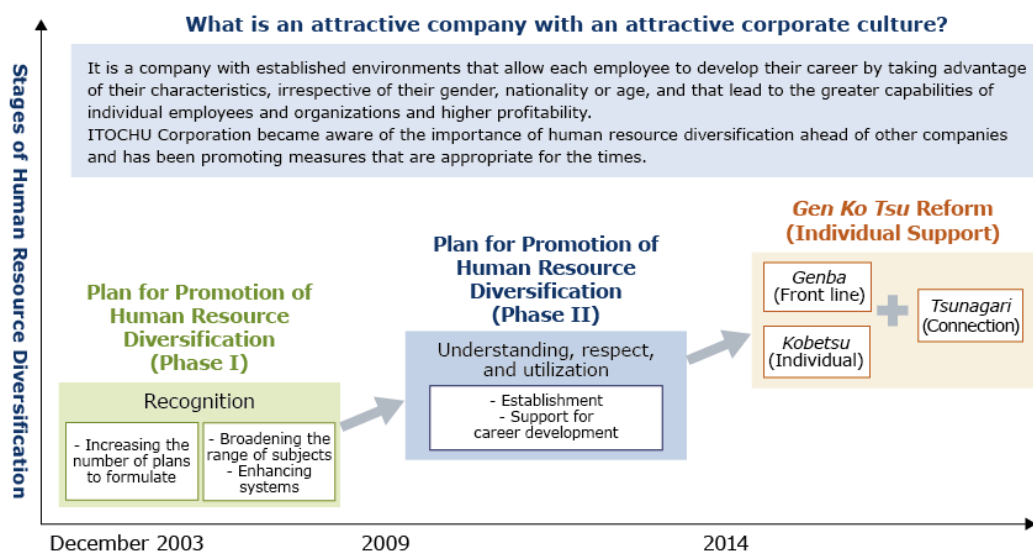 What is an attractive company with an attractive corporate culture?
It is a company with established environments that allow each employee to develop their career by taking advantage
of their characteristics, irrespective of their gender, nationality or age, and that lead to the greater capabilities of
individual employees and organizations and higher profitability.
ITOCHU Corporation became aware of the importance of human resource diversification ahead of other companies
and has been promoting measures that are appropriate for the times.
Stages of Human Resource Diversification
Plan for Promotion of
Human Resource
Diversification
(Phase I)
Recognition
- Increasing the
number of plans
to formulate
- Broadening the
range of subjects
- Enhancing
systems
Plan for Promotion of
Human Resource
Diversification
(Phase II)
Understanding, respect,
and utilization
- Establishment
- Support for
career development
Gen Ko Tsu Reform
(Individual Support)
Genba
(Front line)
Kobetsu
(Individual)
Tsunagari
(Connection)
December 2003
2009
2014